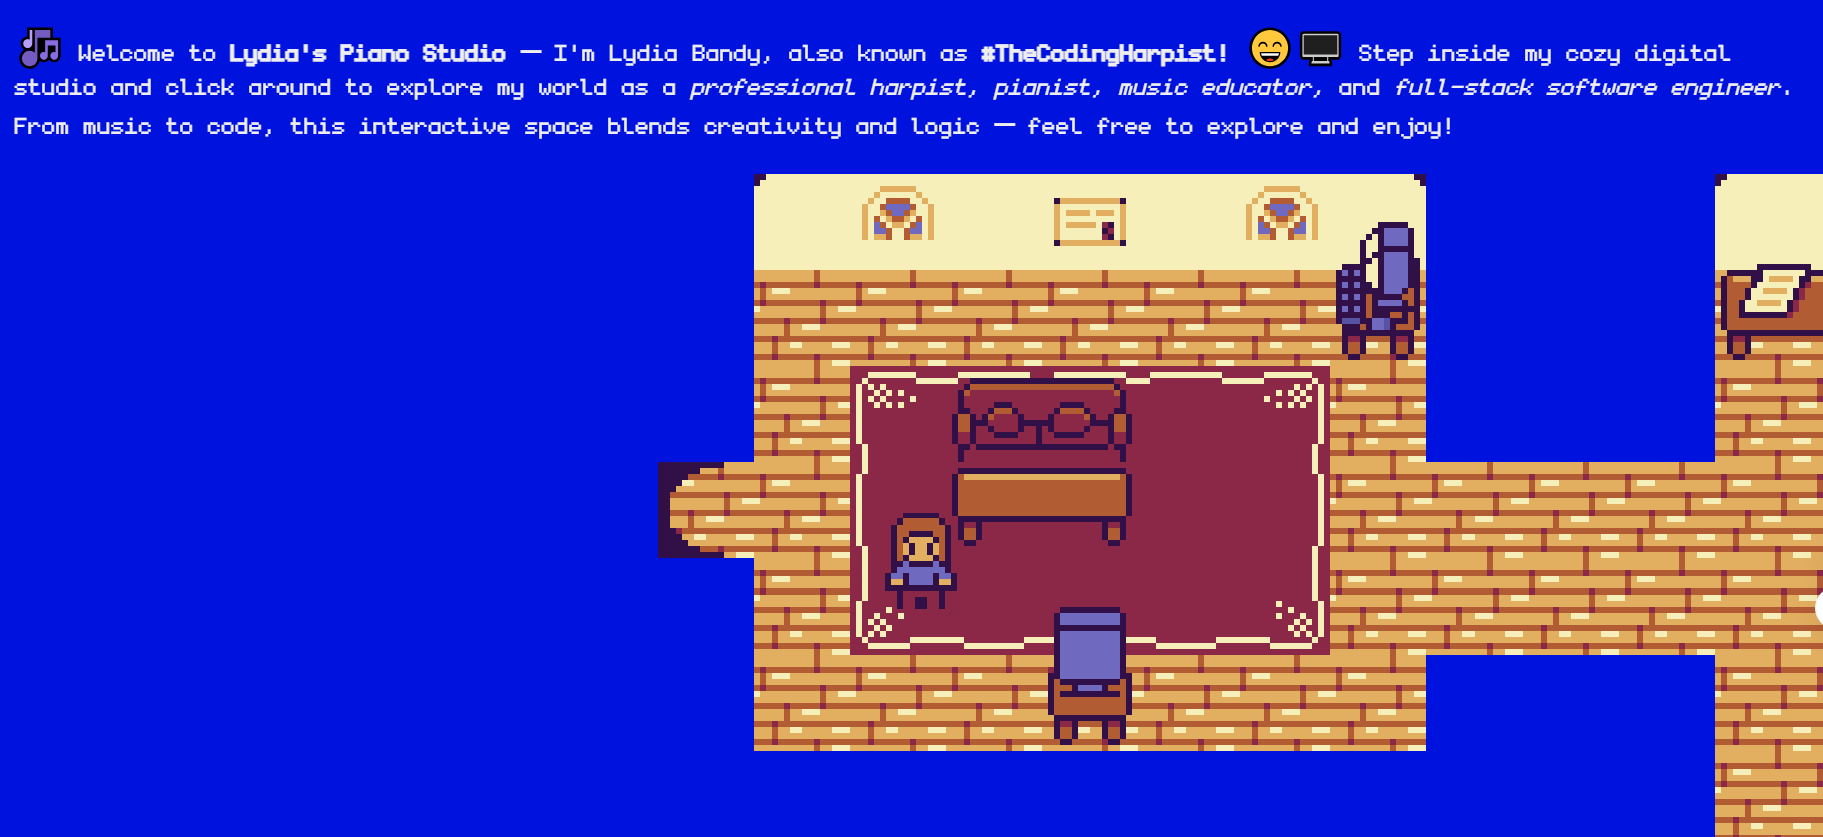 🎶 Welcome to Lydia's Piano Studio — I'm Lydia Bandy, also known as #TheCodingHarpist! 😄🖥️ Step inside my cozy digital
studio and click around to explore my world as a professional harpist, pianist, music educator, and full-stack software engineer.
From music to code, this interactive space blends creativity and logic — feel free to explore and enjoy!